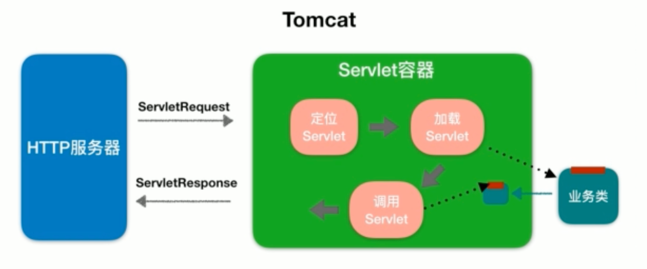 Tomcat
HTTP服务器
ServletRequest
ServletResponse
Servlet容器
定位
Servlet
加载
Servlet
调用
Servlet
业务类